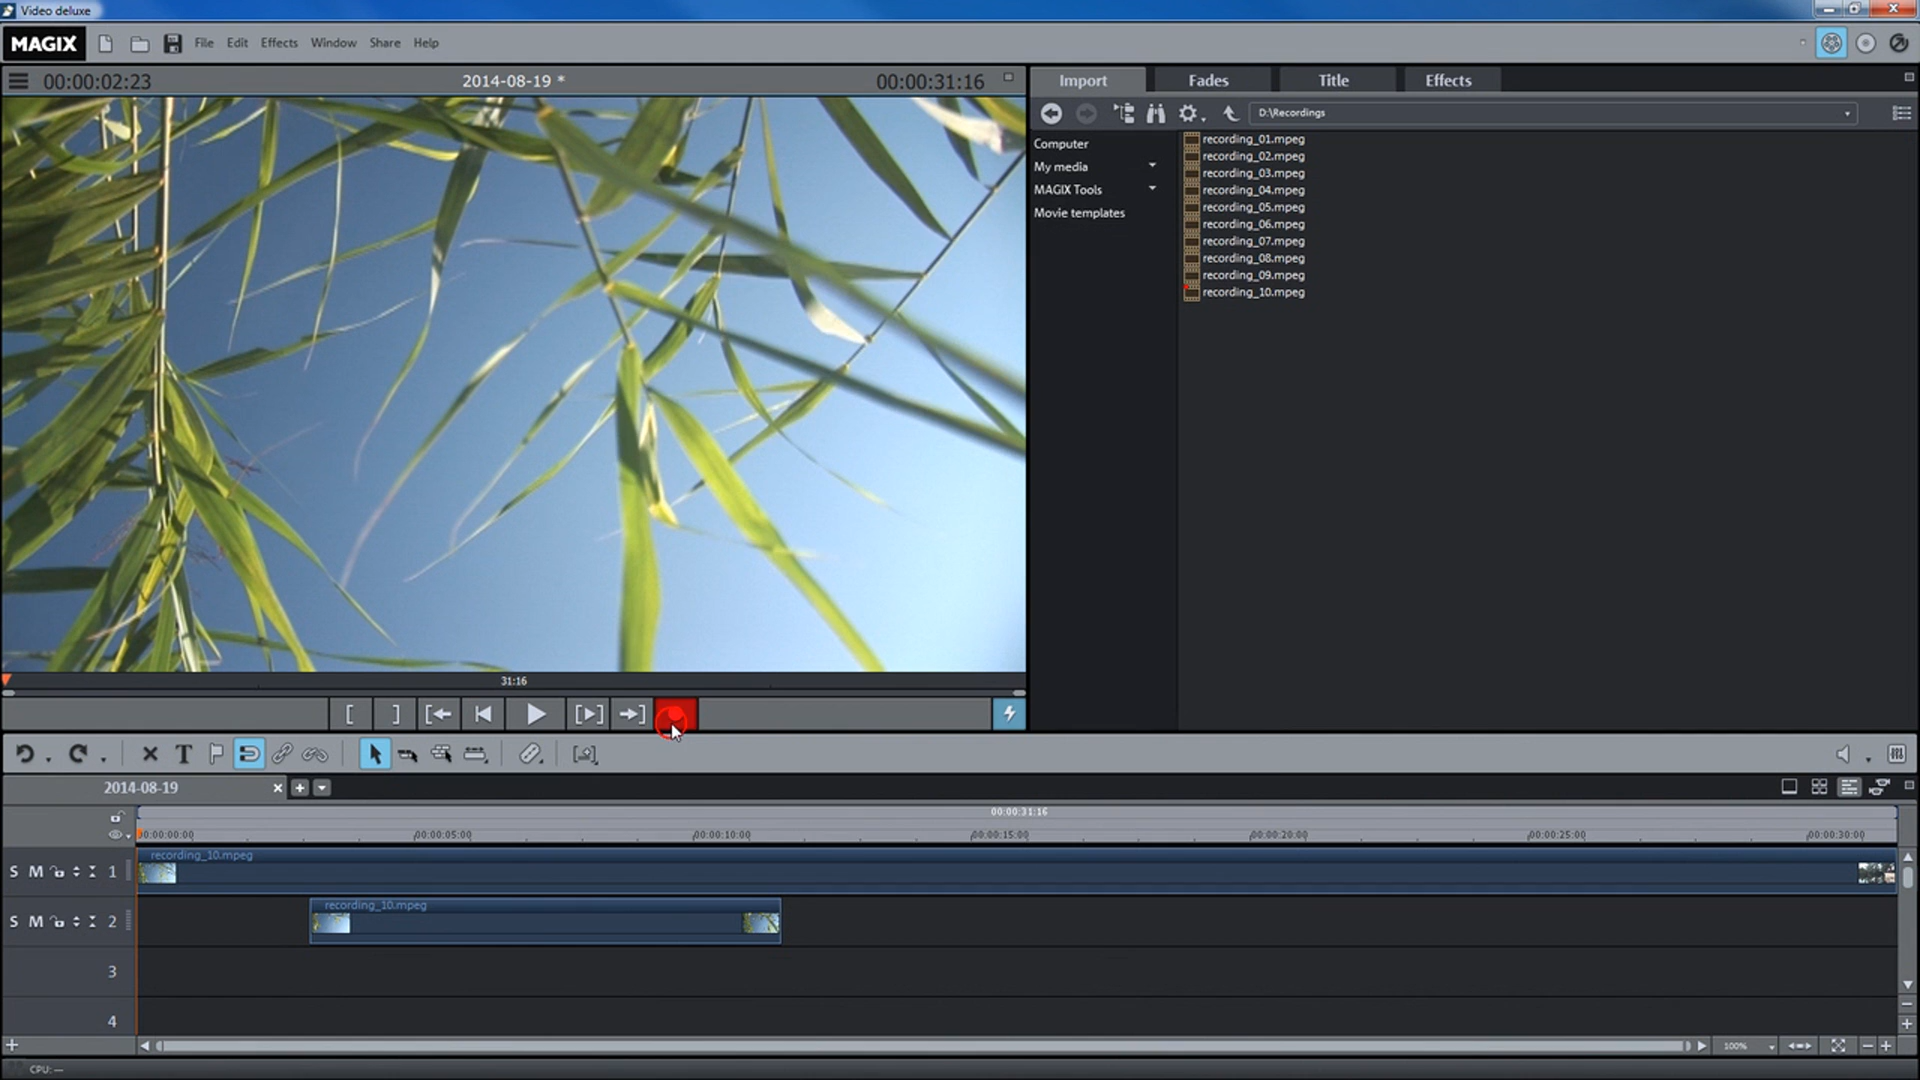 Video deluxe
MAGIX File Edit Effects Window Share Help
00:00:02:23 2014-08-19 * 00:00:31:16
Import Fades Title Effects
D:\Recordings
Computer
My media
MAGIX Tools
Movie templates
recording_01.mpeg
recording_02.mpeg
recording_03.mpeg
recording_04.mpeg
recording_05.mpeg
recording_06.mpeg
recording_07.mpeg
recording_08.mpeg
recording_09.mpeg
recording_10.mpeg
31:16
2014-08-19
00:00:31:16
00:00:00:00 00:00:05:00 00:00:10:00 00:00:15:00 00:00:20:00 00:00:25:00 00:00:30:00
recording_10.mpeg
S M 1
recording_10.mpeg
S M 2
3
4
100%
CPU: —